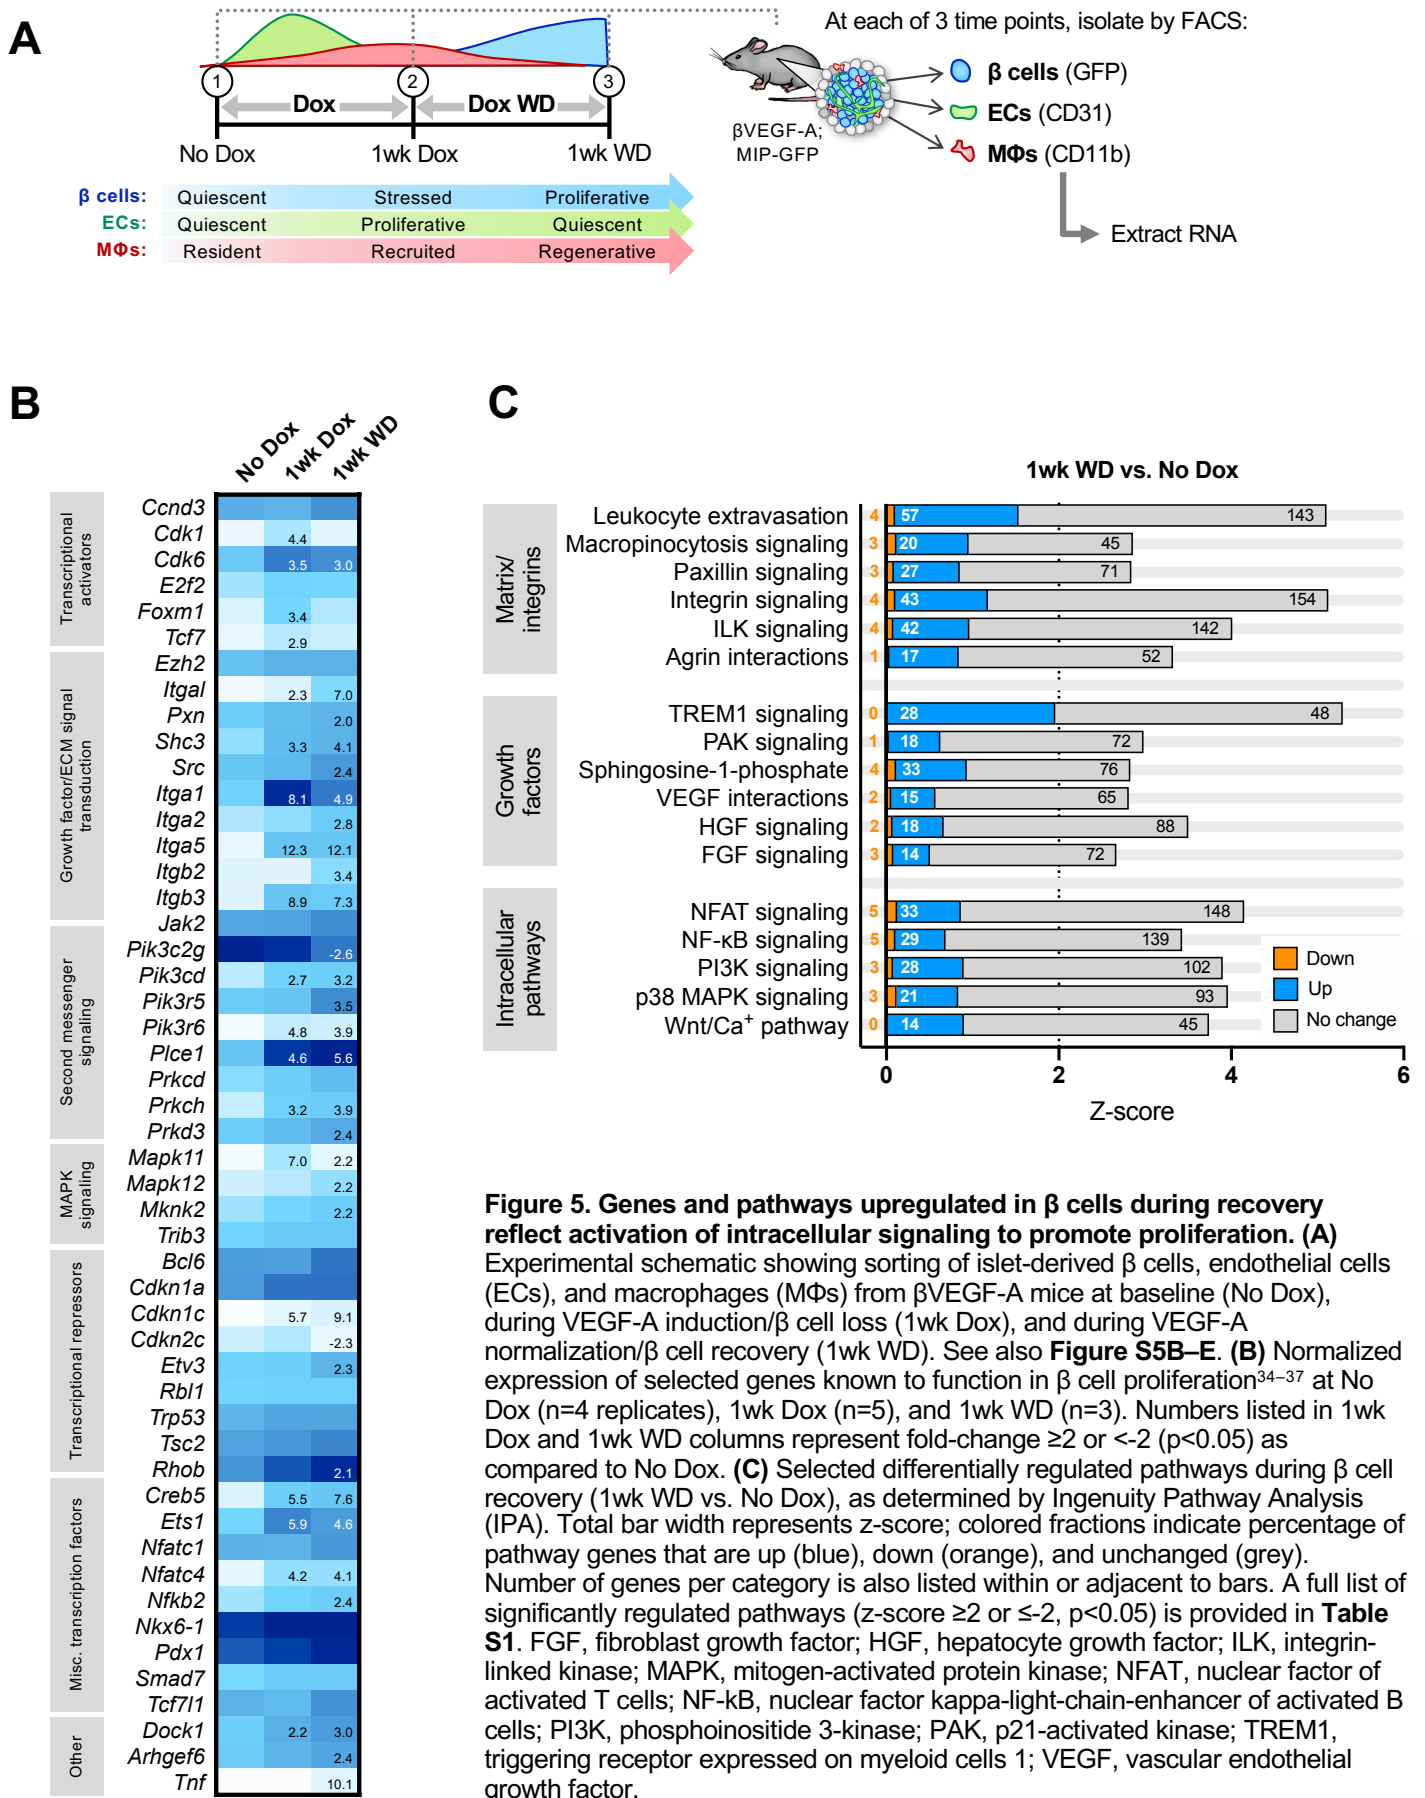 A
At each of 3 time points, isolate by FACS:
1
2
3
Dox
Dox WD
No Dox
1wk Dox
1wk WD
βVEGF-A;
MIP-GFP
β cells (GFP)
ECs (CD31)
MΦs (CD11b)
Extract RNA
β cells: Quiescent Stressed Proliferative
ECs: Quiescent Proliferative Quiescent
MΦs: Resident Recruited Regenerative
B
No Dox
1wk Dox
1wk WD
Transcriptional
activators
Ccnd3
Cdk1 4.4
Cdk6 3.5 3.0
E2f2
Foxm1 3.4
Tcf7 2.9
Ezh2
Growth factor/ECM signal
transduction
Itgal 2.3 7.0
Pxn 2.0
Shc3 3.3 4.1
Src 2.4
Itga1 8.1 4.9
Itga2 2.8
Itga5 12.3 12.1
Itgb2 3.4
Itgb3 8.9 7.3
Jak2
Second messenger
signaling
Pik3c2g -2.6
Pik3cd 2.7 3.2
Pik3r5 3.5
Pik3r6 4.8 3.9
Plce1 4.6 5.6
Prkcd
Prkch 3.2 3.9
Prkd3 2.4
MAPK
signaling
Mapk11 7.0 2.2
Mapk12 2.2
Mknk2 2.2
Trib3
Transcriptional repressors
Bcl6
Cdkn1a
Cdkn1c 5.7 9.1
Cdkn2c -2.3
Etv3 2.3
Rbl1
Trp53
Tsc2
Rhob 2.1
Misc. transcription factors
Creb5 5.5 7.6
Ets1 5.9 4.6
Nfatc1
Nfatc4 4.2 4.1
Nfkb2 2.4
Nkx6-1
Pdx1
Smad7
Tcf7l1
Other
Dock1 2.2 3.0
Arhgef6 2.4
Tnf 10.1
C
1wk WD vs. No Dox
Matrix/
integrins
Leukocyte extravasation 4 57 143
Macropinocytosis signaling 3 20 45
Paxillin signaling 3 27 71
Integrin signaling 4 43 154
ILK signaling 4 42 142
Agrin interactions 1 17 52
Growth
factors
TREM1 signaling 0 28 48
PAK signaling 1 18 72
Sphingosine-1-phosphate 4 33 76
VEGF interactions 2 15 65
HGF signaling 2 18 88
FGF signaling 3 14 72
Intracellular
pathways
NFAT signaling 5 33 148
NF-κB signaling 5 29 139
PI3K signaling 3 28 102
p38 MAPK signaling 3 21 93
Wnt/Ca+ pathway 0 14 45
Down
Up
No change
0 2 4 6
Z-score
Figure 5. Genes and pathways upregulated in β cells during recovery
reflect activation of intracellular signaling to promote proliferation. (A)
Experimental schematic showing sorting of islet-derived β cells, endothelial cells
(ECs), and macrophages (MΦs) from βVEGF-A mice at baseline (No Dox),
during VEGF-A induction/β cell loss (1wk Dox), and during VEGF-A
normalization/β cell recovery (1wk WD). See also Figure S5B–E. (B) Normalized
expression of selected genes known to function in β cell proliferation34–37 at No
Dox (n=4 replicates), 1wk Dox (n=5), and 1wk WD (n=3). Numbers listed in 1wk
Dox and 1wk WD columns represent fold-change ≥2 or <-2 (p<0.05) as
compared to No Dox. (C) Selected differentially regulated pathways during β cell
recovery (1wk WD vs. No Dox), as determined by Ingenuity Pathway Analysis
(IPA). Total bar width represents z-score; colored fractions indicate percentage of
pathway genes that are up (blue), down (orange), and unchanged (grey).
Number of genes per category is also listed within or adjacent to bars. A full list of
significantly regulated pathways (z-score ≥2 or ≤-2, p<0.05) is provided in Table
S1. FGF, fibroblast growth factor; HGF, hepatocyte growth factor; ILK, integrin-
linked kinase; MAPK, mitogen-activated protein kinase; NFAT, nuclear factor of
activated T cells; NF-kB, nuclear factor kappa-light-chain-enhancer of activated B
cells; PI3K, phosphoinositide 3-kinase; PAK, p21-activated kinase; TREM1,
triggering receptor expressed on myeloid cells 1; VEGF, vascular endothelial
growth factor.